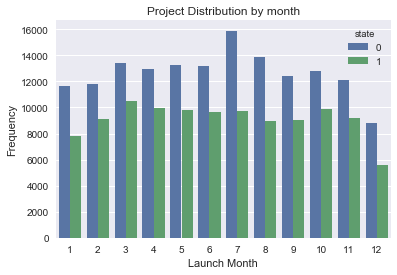 Project Distribution by month
16000
14000
12000
10000
8000
6000
4000
2000
0
Frequency
state
0
1
1 2 3 4 5 6 7 8 9 10 11 12
Launch Month